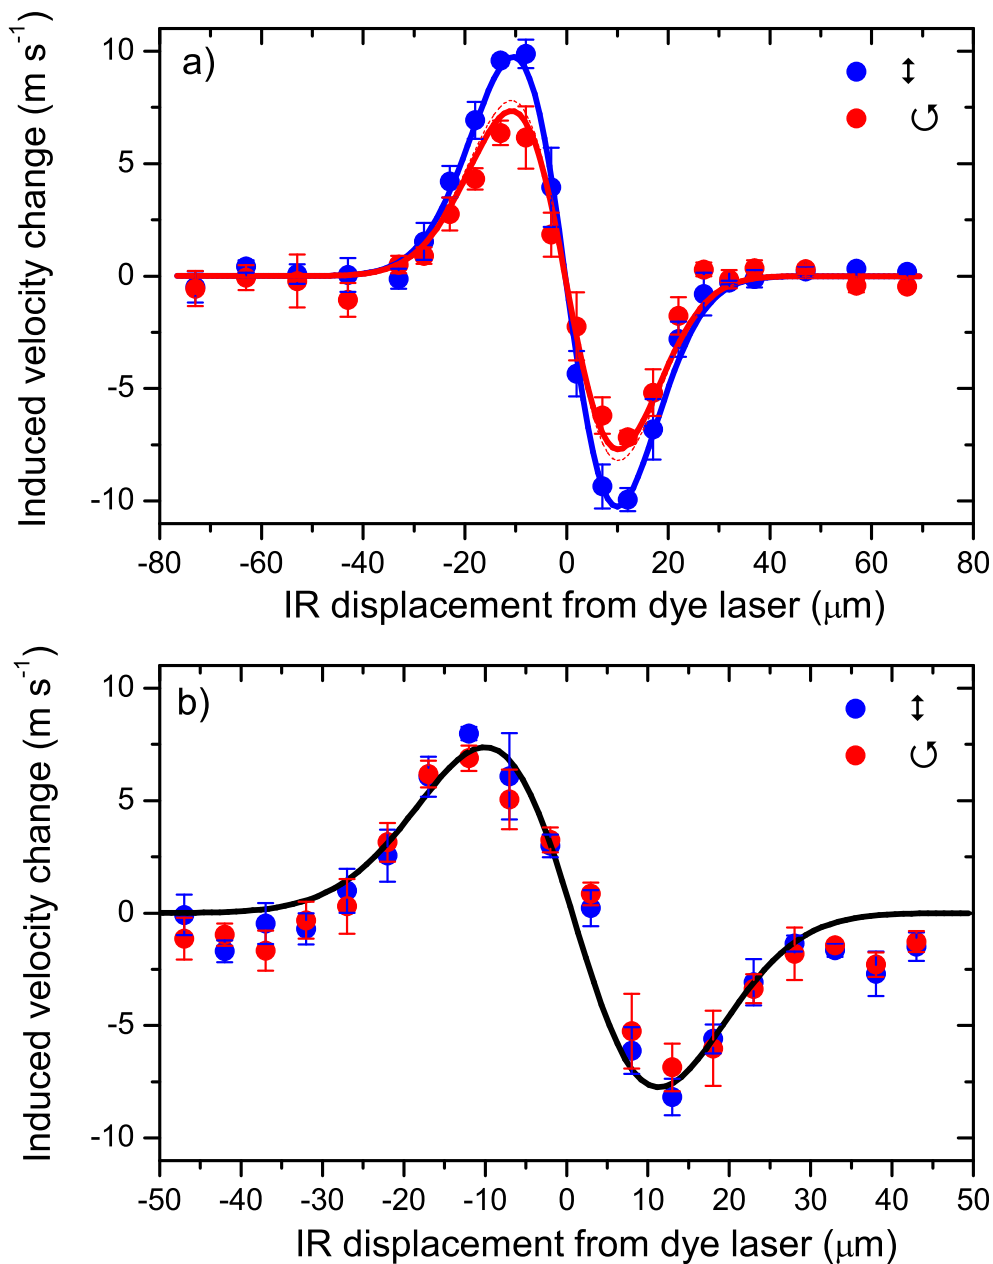 a)
↕
↺
10
5
0
-5
-10
Induced velocity change (m s⁻¹)
-80 -60 -40 -20 0 20 40 60 80
IR displacement from dye laser (μm)
b)
↕
↺
10
5
0
-5
-10
Induced velocity change (m s⁻¹)
-50 -40 -30 -20 -10 0 10 20 30 40 50
IR displacement from dye laser (μm)